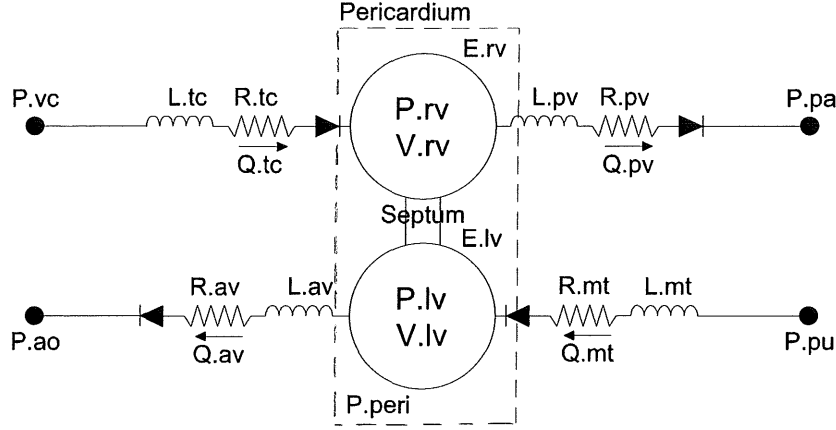 Pericardium
E.rv
P.vc
L.tc
R.tc
P.rv
V.rv
L.pv
R.pv
P.pa
Q.tc
Q.pv
Septum
E.lv
R.av
L.av
P.lv
V.lv
R.mt
L.mt
P.ao
Q.av
Q.mt
P.pu
P.peri